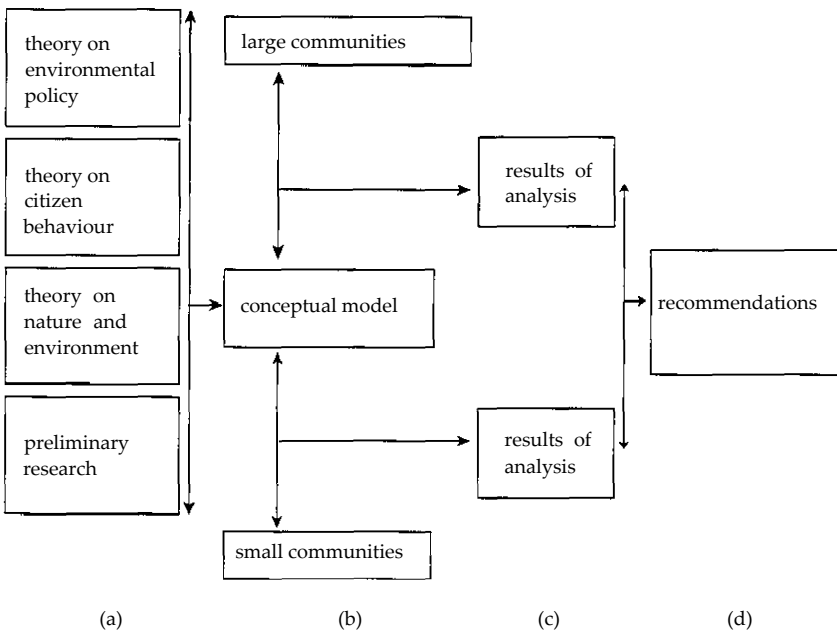 theory on
environmental
policy
theory on
citizen
behaviour
theory on
nature and
environment
preliminary
research
large communities
conceptual model
small communities
results of
analysis
results of
analysis
recommendations
(a)
(b)
(c)
(d)